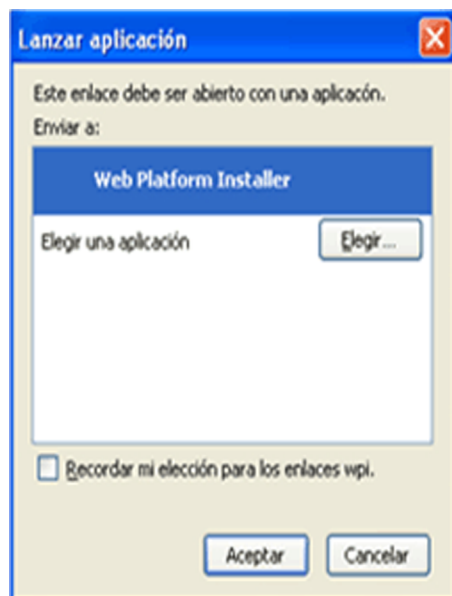 Lanzar aplicación
Este enlace debe ser abierto con una aplicacón.
Enviar a:
Web Platform Installer
Elegir una aplicación
Elegir...
Recordar mi elección para los enlaces wpi.
Aceptar
Cancelar